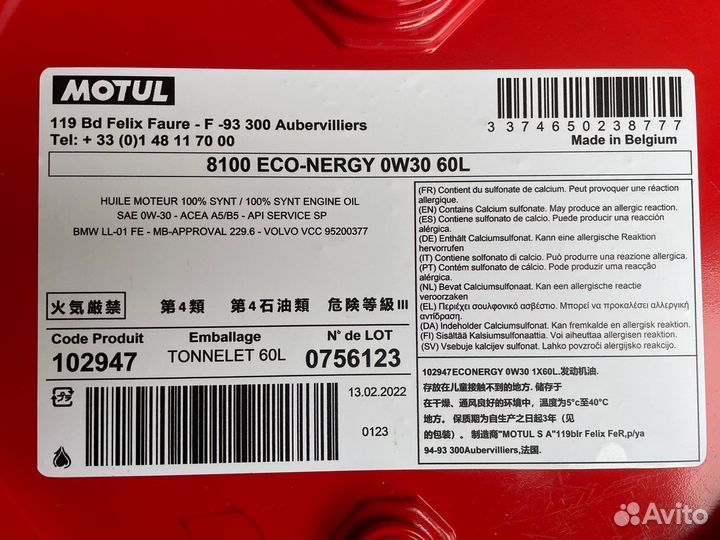 MOTUL
119 Bd Felix Faure - F -93 300 Aubervilliers
Tel: + 33 (0)1 48 11 70 00
3374650238777
Made in Belgium
8100 ECO-NERGY 0W30 60L
HUILE MOTEUR 100% SYNT / 100% SYNT ENGINE OIL
SAE 0W-30 - ACEA A5/B5 - API SERVICE SP
BMW LL-01 FE - MB-APPROVAL 229.6 - VOLVO VCC 95200377
(FR) Contient du sulfonate de calcium. Peut provoquer une réaction
allergique.
(EN) Contains Calcium sulfonate. May produce an allergic reaction.
(ES) Contiene sulfonato de calcio. Puede producir una reacción
alérgica.
(DE) Enthält Calciumsulfonat. Kann eine allergische Reaktion
hervorrufen
(IT) Contiene sulfonato di calcio. Può produrre una reazione allergica.
(PT) Contém sulfonato de cálcio. Pode produzir uma reacção
alérgica.
(NL) Bevat Calcium sulfonaat. Kan een allergische reactie
veroorzaken
(EL) Περιέχει σουλφονικό ασβέστιο. Μπορεί να προκαλέσει αλλεργική
αντίδραση.
(DA) Indeholder Calcium sulfonat. Kan fremkalde en allergisk reaktion.
(FI) Sisältää Kalsiumsulfonaattia. Voi aiheuttaa allergisen reaktion.
(SV) Vsebuje kalcijev sulfonat. Lahko povzroči alergijsko reakcijo.
火気厳禁 第4類 第4石油類 危険等級III
Code Produit Emballage N° de LOT
102947 TONNELET 60L 0756123
13.02.2022
0123
102947ECONERGY 0W30 1X60L.发动机油.
存放在儿童接触不到的地方. 储存于
在干燥、通风良好的环境中，温度为5°c至40°C
地方。 保质期为自生产之日起3年（见
的包装）。 制造商"MOTUL S A"119blr Felix FeR,p/ya
94-93 300Aubervilliers,法国.
Avito